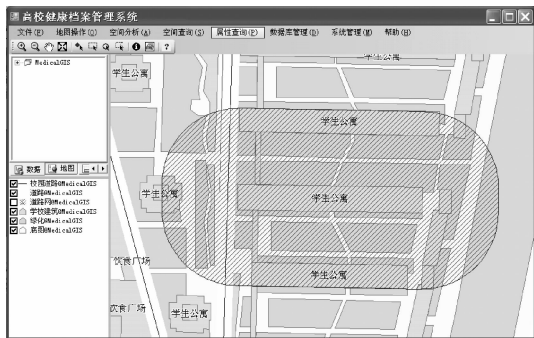 高校健康档案管理系统
文件(F) 地图操作(O) 空间分析(A) 空间查询(S) 属性查询(P) 数据库管理(D) 系统管理(M) 帮助(H)
MedicalGIS
数据 地图
校园道路@MedicalGIS
道路@MedicalGIS
道路网@MedicalGIS
学校建筑@MedicalGIS
绿化@MedicalGIS
底图@MedicalGIS
学生公寓
学生公寓
学生公寓
学生公寓
学生公寓
饮食广场
学生公寓
饮食广场
学生公寓